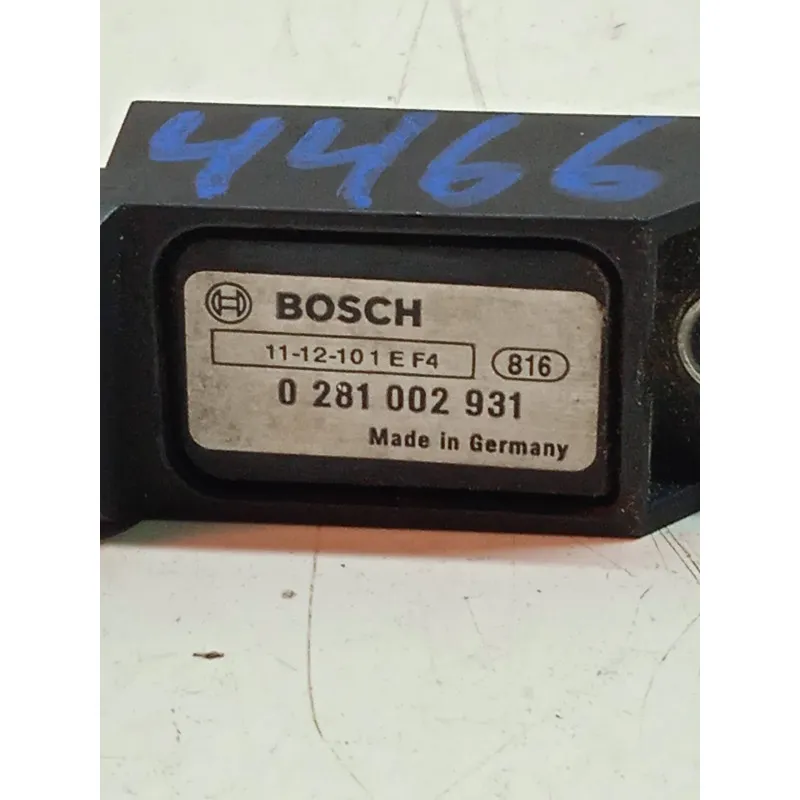 4466
BOSCH
11-12-10 1 E F4 816
0 281 002 931
Made in Germany